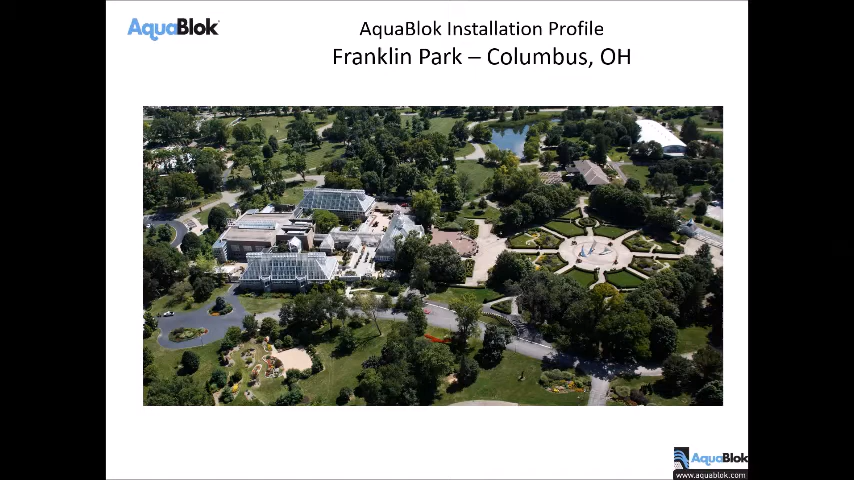 AquaBlok
AquaBlok Installation Profile
Franklin Park – Columbus, OH
AquaBlok
www.aquablok.com